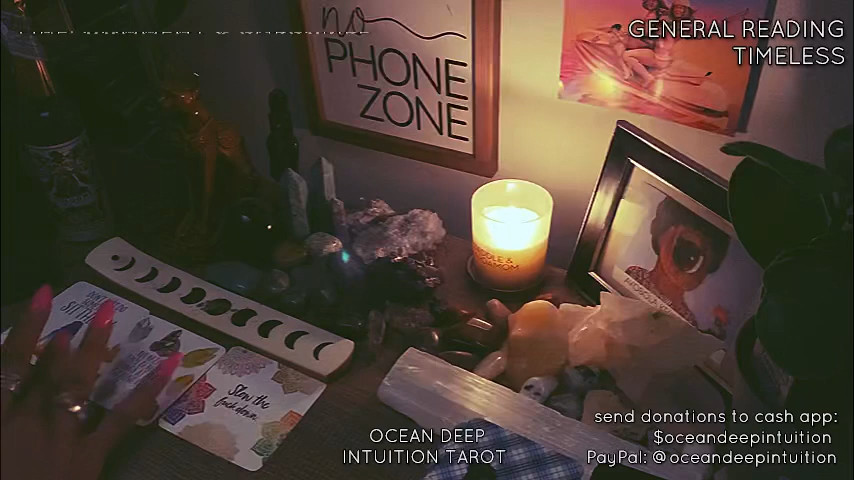 GENERAL READING
TIMELESS
no
PHONE
ZONE
Slow the
fuck down.
OCEAN DEEP
INTUITION TAROT
send donations to cash app:
$oceandeepintuition
PayPal: @oceandeepintuition